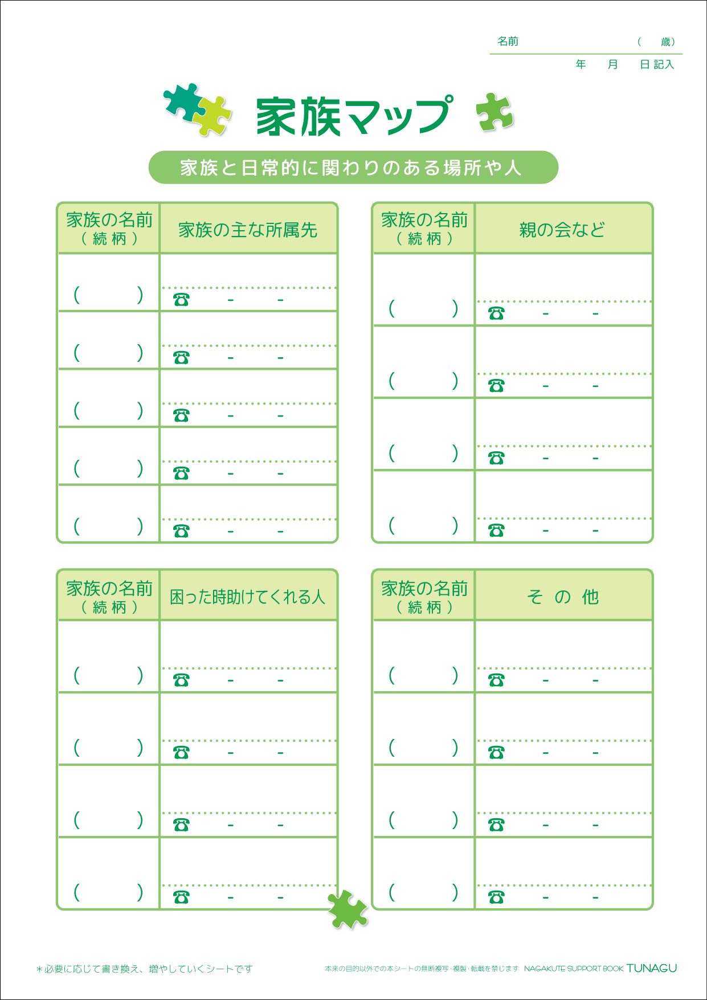 名前 （ 歳）
年 月 日 記入
家族マップ
家族と日常的に関わりのある場所や人
家族の名前
（ 続 柄 ）
家族の主な所属先
（ ）
☎ - -
（ ）
☎ - -
（ ）
☎ - -
（ ）
☎ - -
（ ）
☎ - -
家族の名前
（ 続 柄 ）
親の会など
（ ）
☎ - -
（ ）
☎ - -
（ ）
☎ - -
（ ）
☎ - -
家族の名前
（ 続 柄 ）
困った時助けてくれる人
（ ）
☎ - -
（ ）
☎ - -
（ ）
☎ - -
（ ）
☎ - -
家族の名前
（ 続 柄 ）
そ の 他
（ ）
☎ - -
（ ）
☎ - -
（ ）
☎ - -
（ ）
☎ - -
＊必要に応じて書き換え、増やしていくシートです
本来の目的以外での本シートの無断複写・複製・転載を禁じます NAGAKUTE SUPPORT BOOK TUNAGU